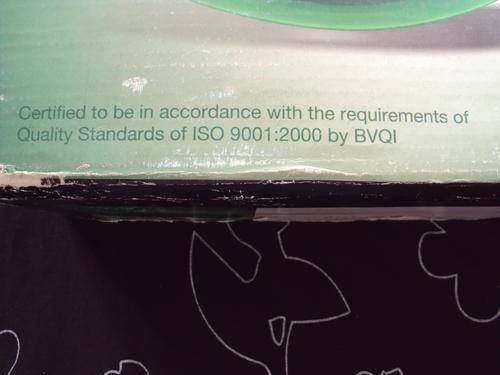 Certified to be in accordance with the requirements of
Quality Standards of ISO 9001:2000 by BVQI